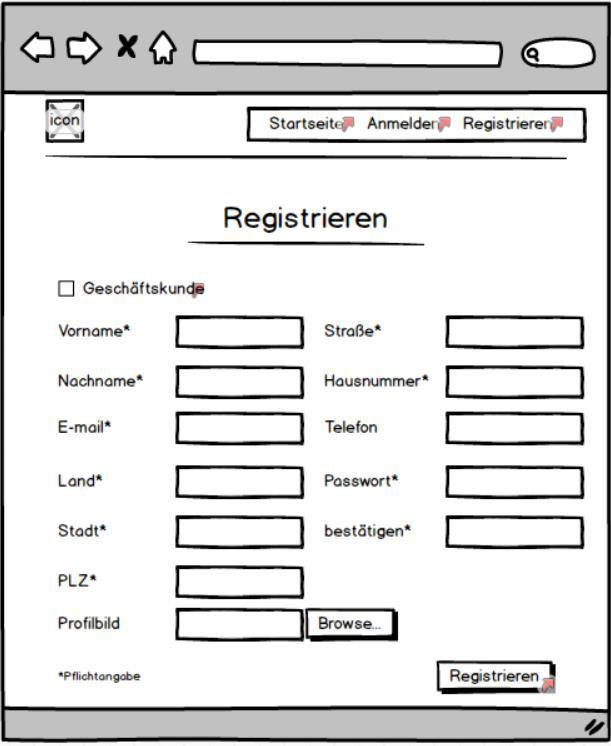 icon
Startseite Anmelden Registrieren
Registrieren
Geschäftskunde
Vorname* Straße*
Nachname* Hausnummer*
E-mail* Telefon
Land* Passwort*
Stadt* bestätigen*
PLZ*
Profilbild Browse...
*Pflichtangabe Registrieren